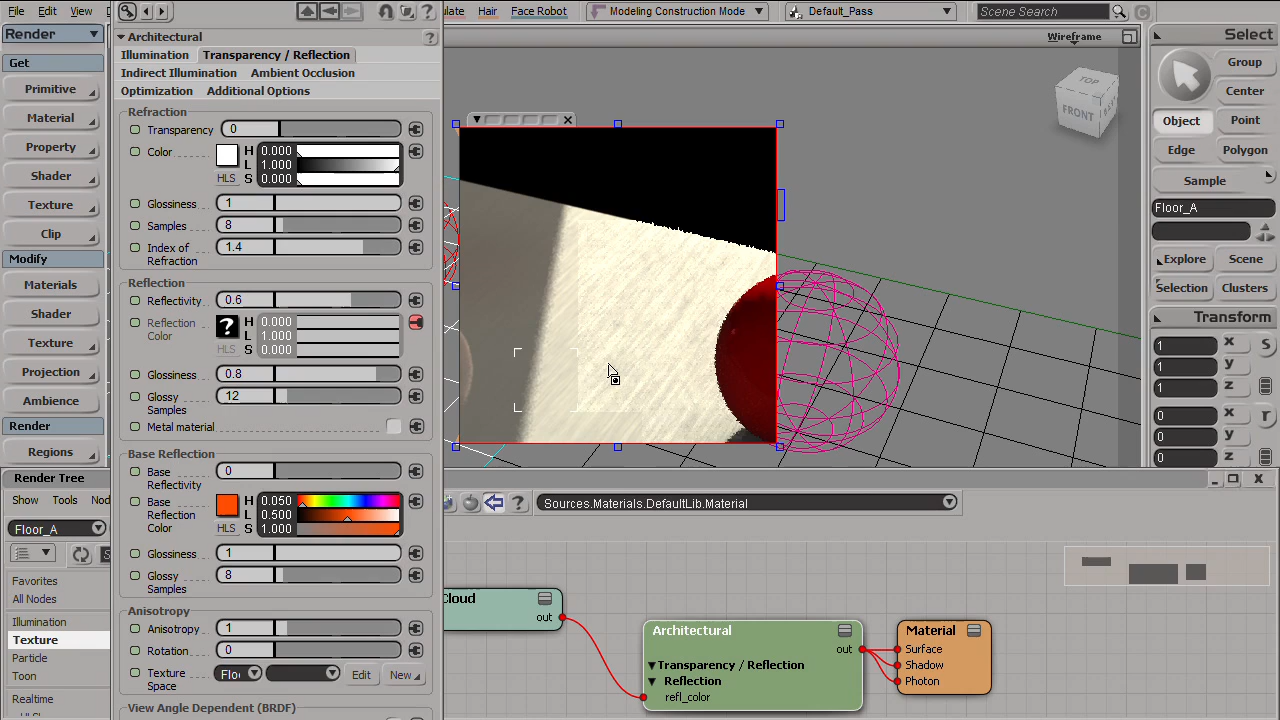 File Edit View
Render
Get
Primitive
Material
Property
Shader
Texture
Clip
Modify
Materials
Shader
Texture
Projection
Ambience
Render
Regions
Architectural
?
Illumination Transparency / Reflection
Indirect Illumination Ambient Occlusion
Optimization Additional Options
Refraction
Transparency 0
Color H 0.000
L 1.000
HLS S 0.000
Glossiness 1
Samples 8
Index of Refraction 1.4
Reflection
Reflectivity 0.6
Reflection Color ? H 0.000
L 1.000
HLS S 0.000
Glossiness 0.8
Glossy Samples 12
Metal material
Base Reflection
Base Reflectivity 0
Base Reflection Color H 0.050
L 0.500
HLS S 1.000
Glossiness 1
Glossy Samples 8
Anisotropy
Anisotropy 1
Rotation 0
Texture Space Flo Edit New
View Angle Dependent (BRDF)
ulate Hair Face Robot Modeling Construction Mode Default_Pass Scene Search
Wireframe
TOP
FRONT
Select
Group
Center
Object Point
Edge Polygon
Sample
Floor_A
Explore Scene
Selection Clusters
Transform
1 x S
1 y
1 z
0 x r
0 y
0 z
Render Tree
Show Tools Nod
Floor_A
Sources.Materials.DefaultLib.Material
Favorites
All Nodes
Illumination
Texture
Particle
Toon
Realtime
Cloud
out
Architectural
out
Transparency / Reflection
Reflection
refl_color
Material
Surface
Shadow
Photon